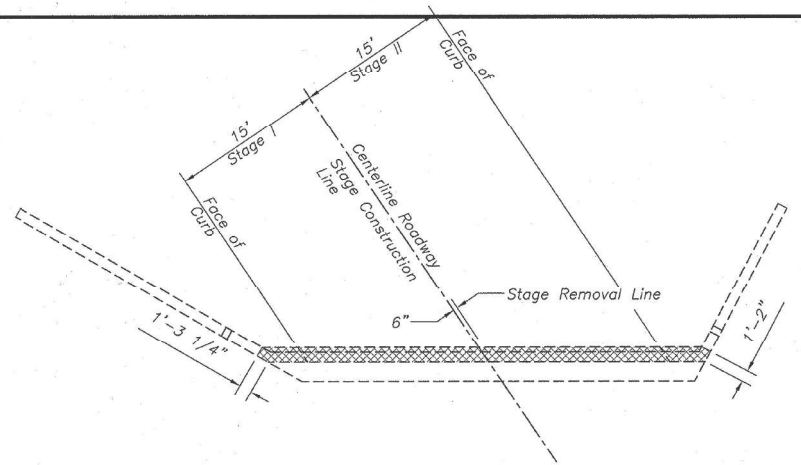 15'
Stage II
15'
Stage I
Face of
Curb
Centerline Roadway
Stage Construction
Line
Face of
Curb
Stage Removal Line
6"
1'-3 1/4"
1'-2"